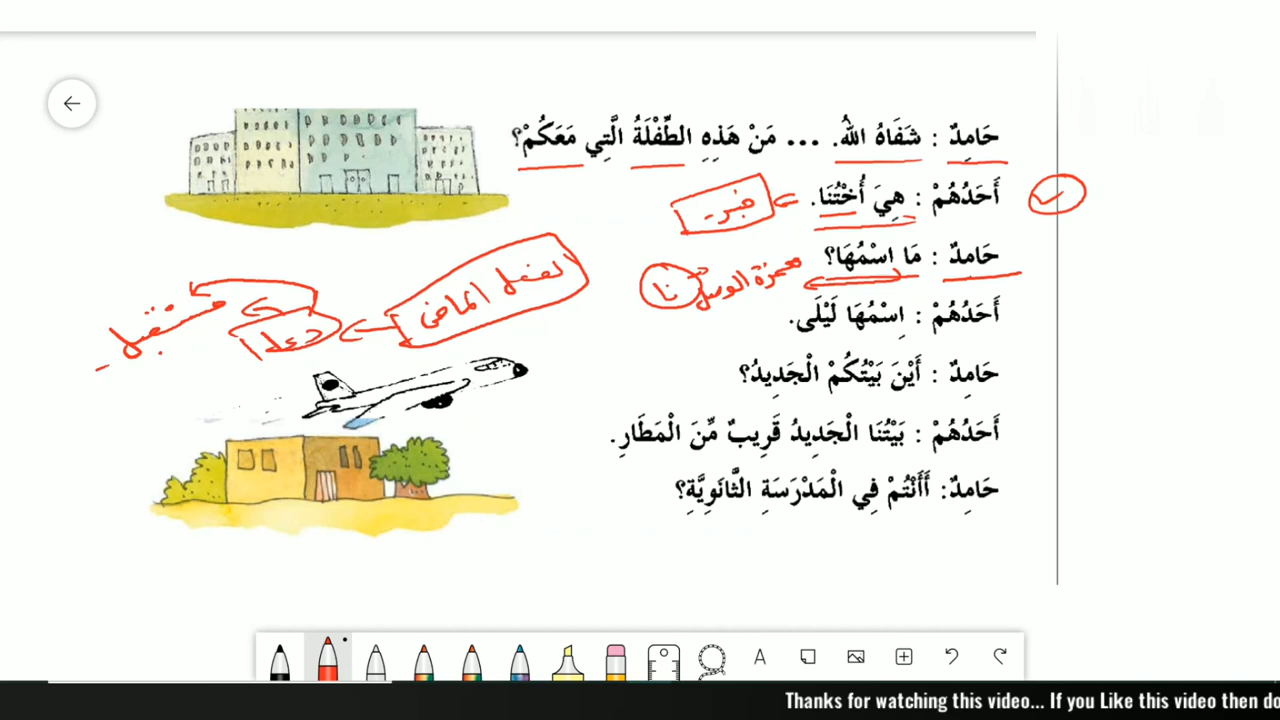 حَامِدٌ : شَفَاهُ اللهُ. ... مَنْ هَذِهِ الطِّفْلَةُ الَّتِي مَعَكُمْ؟
أَحَدُهُمْ : هِيَ أُخْتُنَا.
خبر
حَامِدٌ : مَا اسْمُهَا؟
همزة الوصل
نا
الفعل الماضي
دعاء
مستقبل
أَحَدُهُمْ : اِسْمُهَا لَيْلَى.
حَامِدٌ : أَيْنَ بَيْتُكُمْ الْجَدِيدُ؟
أَحَدُهُمْ : بَيْتُنَا الْجَدِيدُ قَرِيبٌ مِّنَ الْمَطَارِ.
حَامِدٌ: أَأَنْتُمْ فِي الْمَدْرَسَةِ الثَّانَوِيَّةِ؟
A
Thanks for watching this video... If you Like this video then do